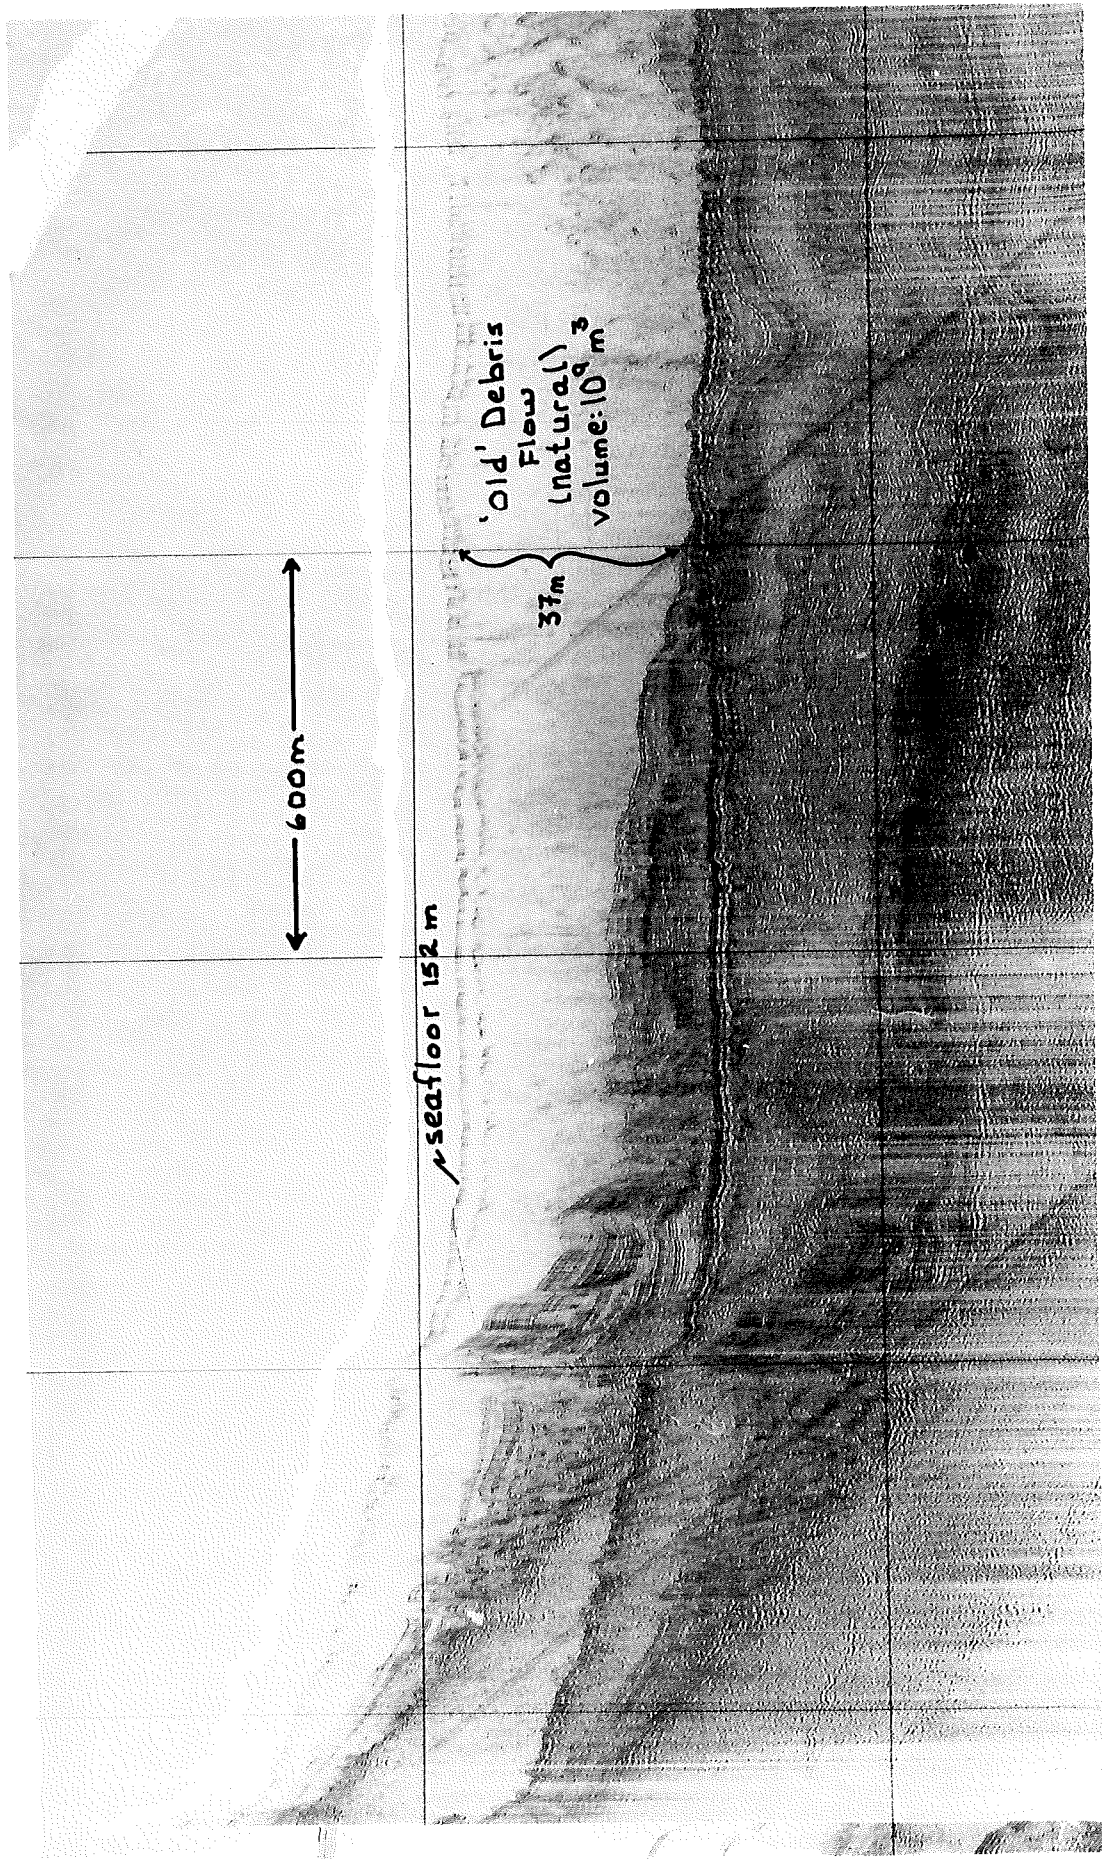 'old' Debris
Flow
(natural)
volume: 10⁹ m³
37m
600m
seafloor 152 m